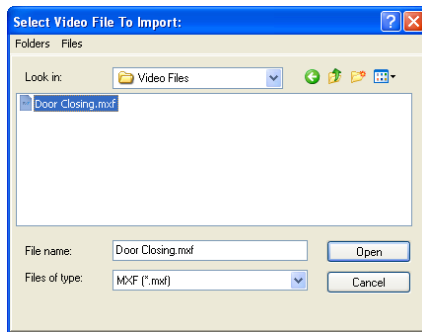 Select Video File To Import:
Folders Files
Look in: Video Files
Door Closing.mxf
File name: Door Closing.mxf Open
Files of type: MXF (*.mxf) Cancel